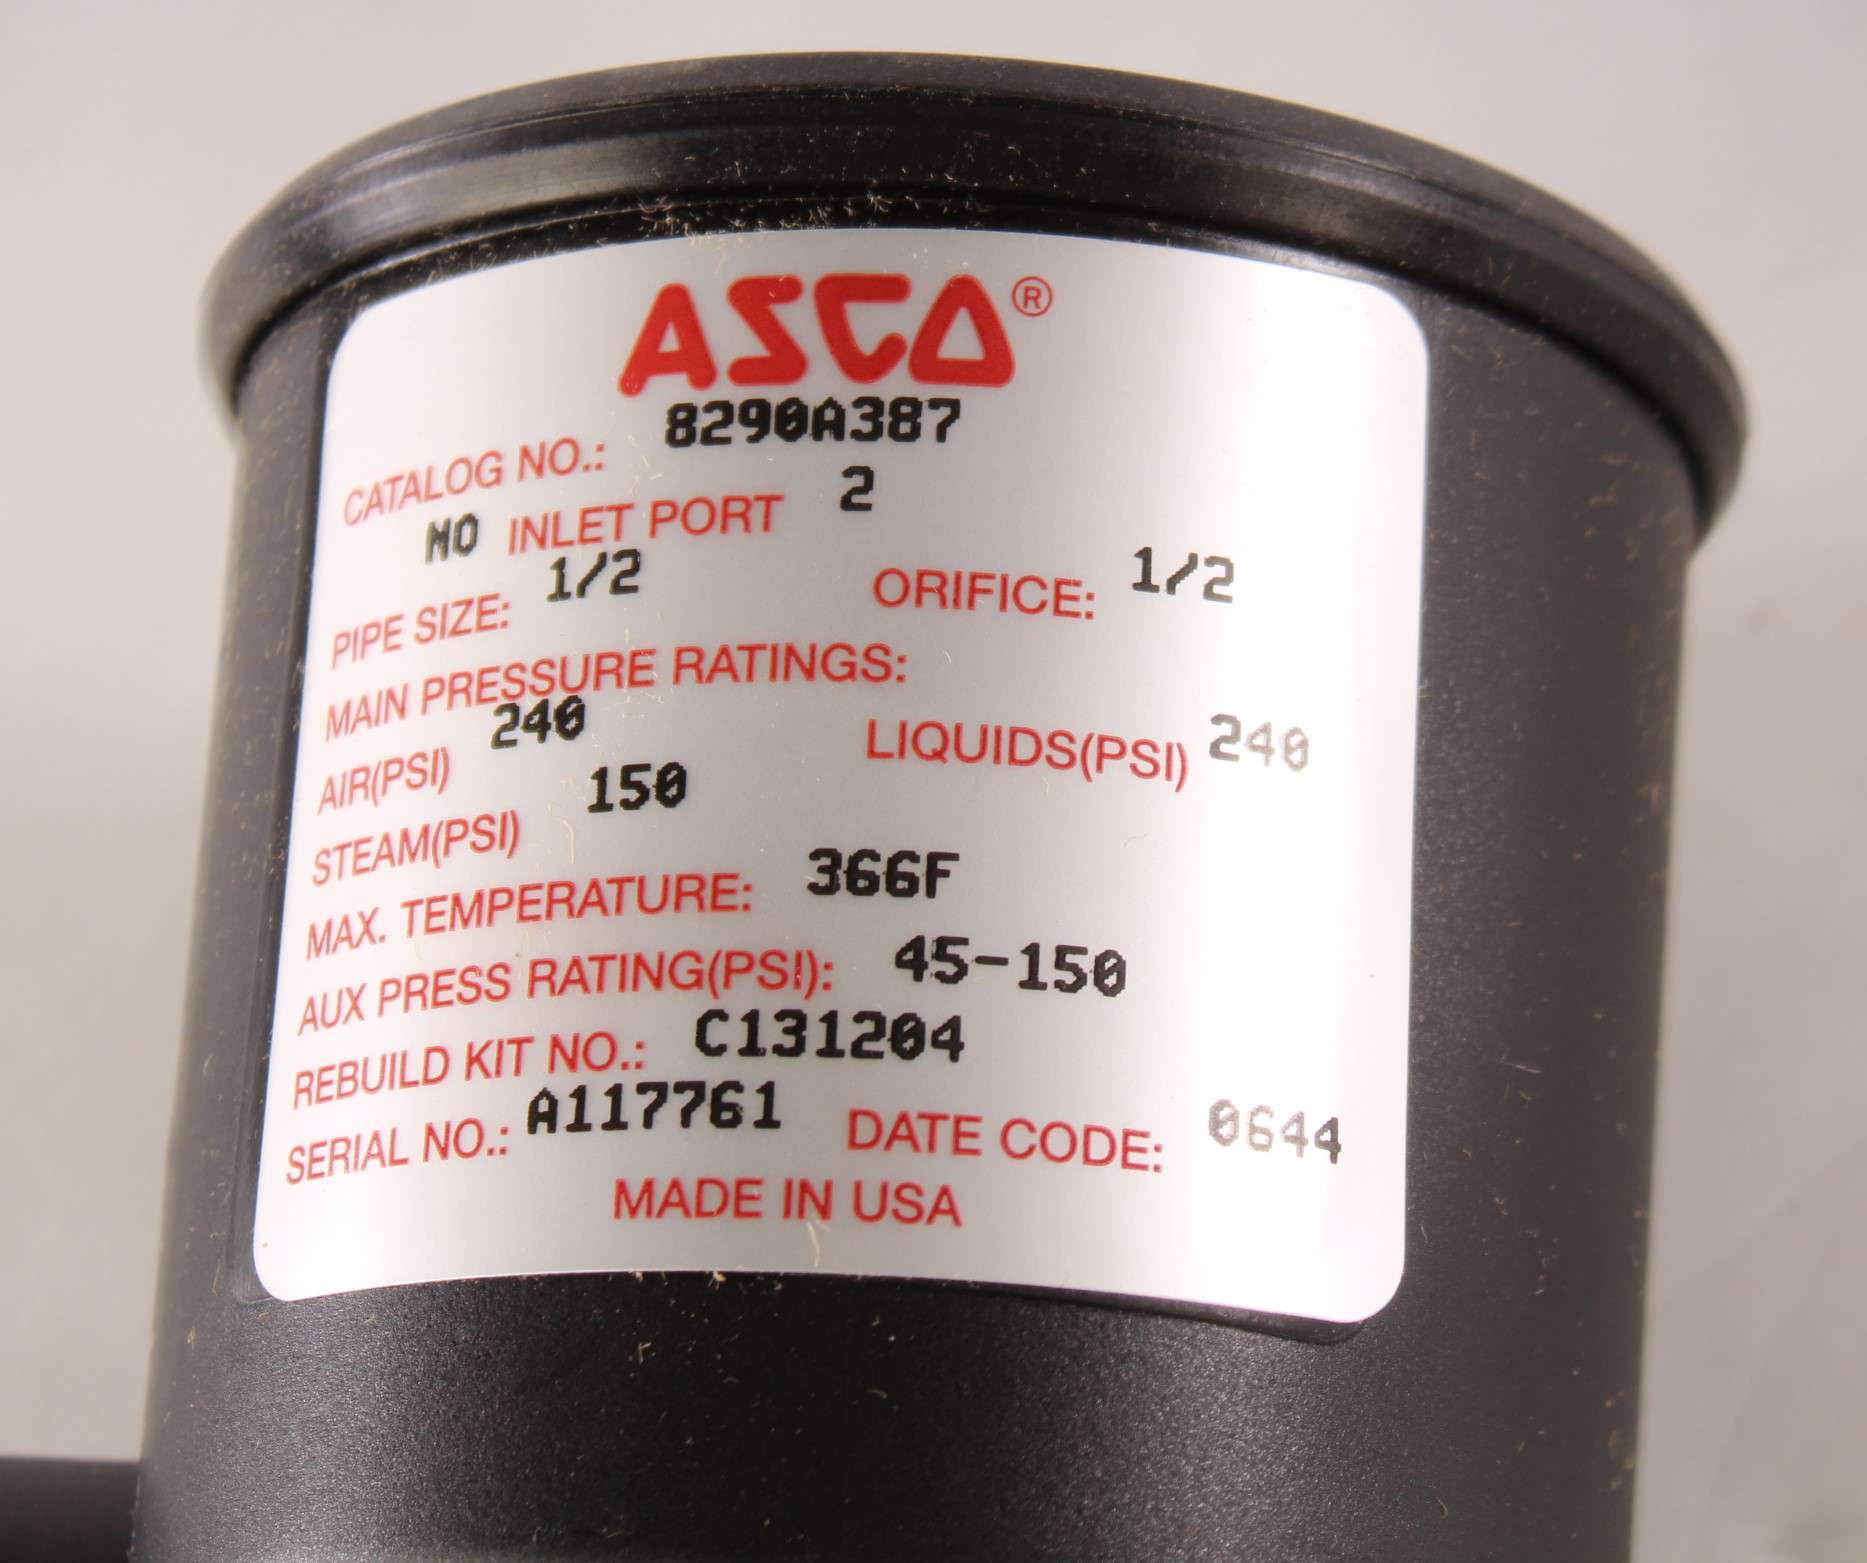 ASCO®
CATALOG NO.: 8290A387
NO INLET PORT 2
PIPE SIZE: 1/2 ORIFICE: 1/2
MAIN PRESSURE RATINGS:
AIR(PSI) 240 LIQUIDS(PSI) 240
STEAM(PSI) 150
MAX. TEMPERATURE: 366F
AUX PRESS RATING(PSI): 45-150
REBUILD KIT NO.: C131204
SERIAL NO.: A117761 DATE CODE: 0644
MADE IN USA